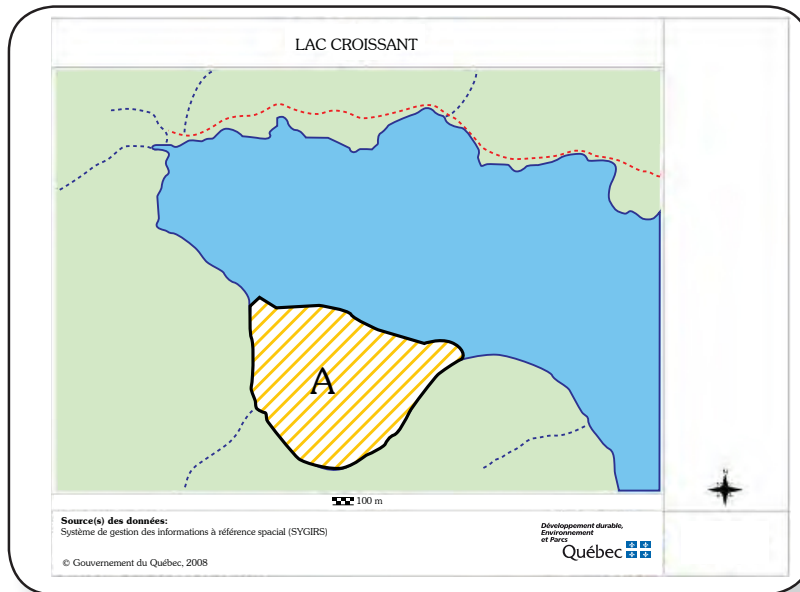 LAC CROISSANT
A
N
100 m
Source(s) des données:
Système de gestion des informations à référence spacial (SYGIRS)
© Gouvernement du Québec, 2008
Développement durable,
Environnement
et Parcs
Québec